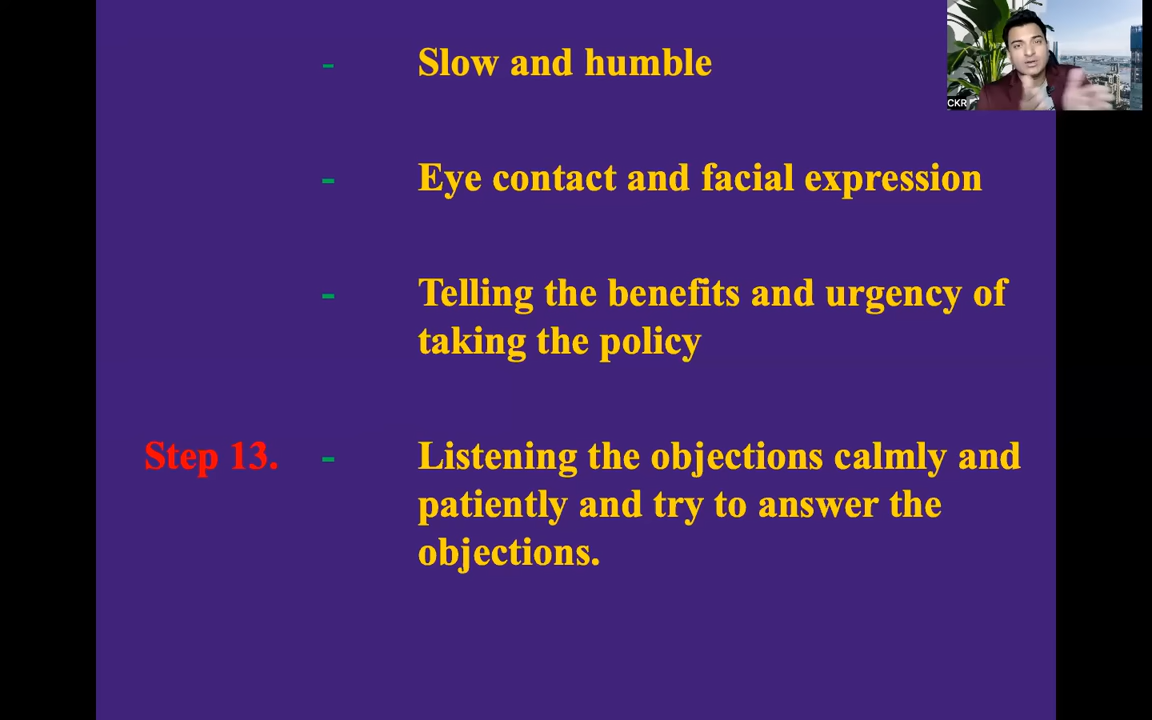 - Slow and humble
CKR
- Eye contact and facial expression
- Telling the benefits and urgency of
taking the policy
Step 13. - Listening the objections calmly and
patiently and try to answer the
objections.